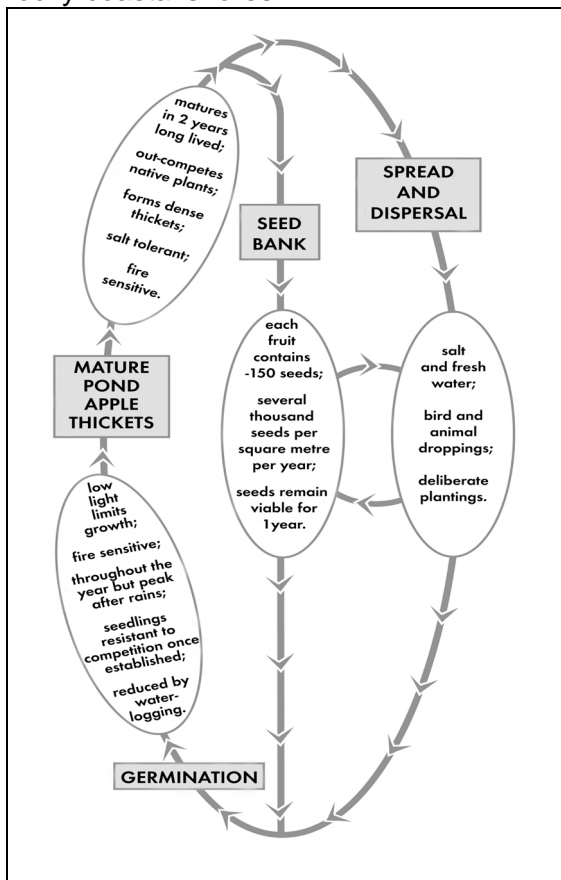 matures
in 2 years
long lived;
out-competes
native plants;
forms dense
thickets;
salt tolerant;
fire
sensitive.
SEED
BANK
SPREAD
AND
DISPERSAL
each
fruit
contains
-150 seeds;
several
thousand
seeds per
square metre
per year;
seeds remain
viable for
1year.
salt
and fresh
water;
bird and
animal
droppings;
deliberate
plantings.
MATURE
POND
APPLE
THICKETS
low
light
limits
growth;
fire sensitive;
throughout the
year but peak
after rains;
seedlings
resistant to
competition once
established;
reduced by
water-
logging.
GERMINATION